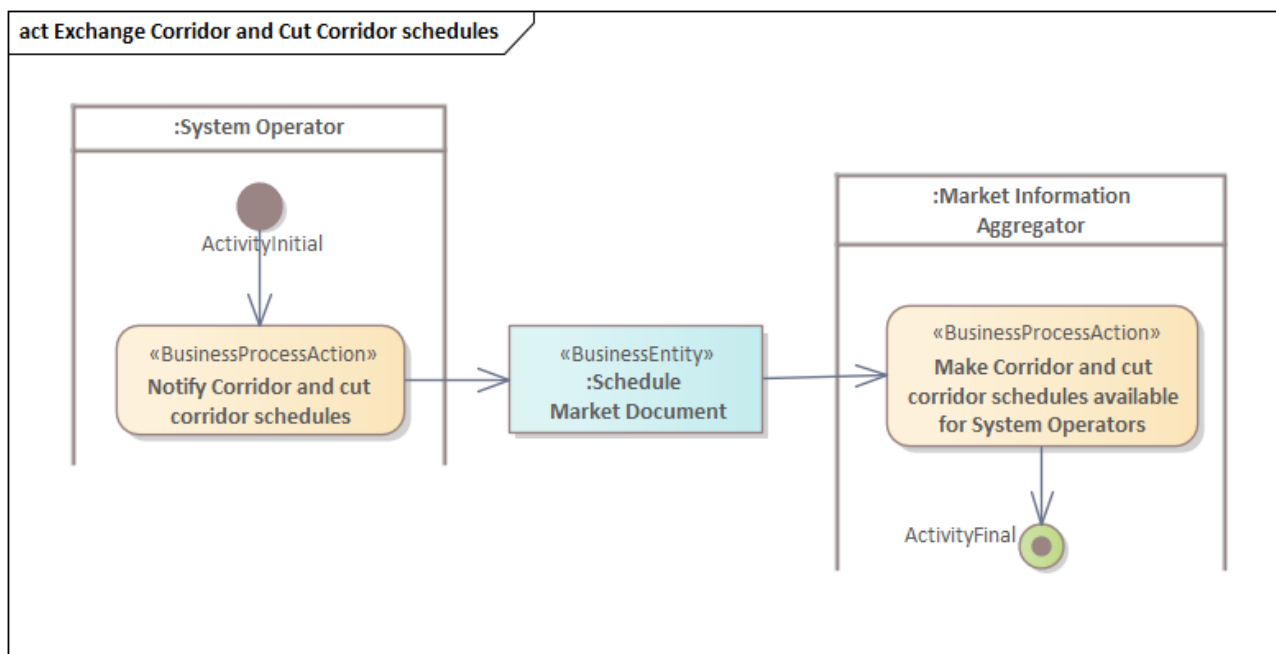 act Exchange Corridor and Cut Corridor schedules
:System Operator
ActivityInitial
«BusinessProcessAction»
Notify Corridor and cut
corridor schedules
«BusinessEntity»
:Schedule
Market Document
:Market Information
Aggregator
«BusinessProcessAction»
Make Corridor and cut
corridor schedules available
for System Operators
ActivityFinal